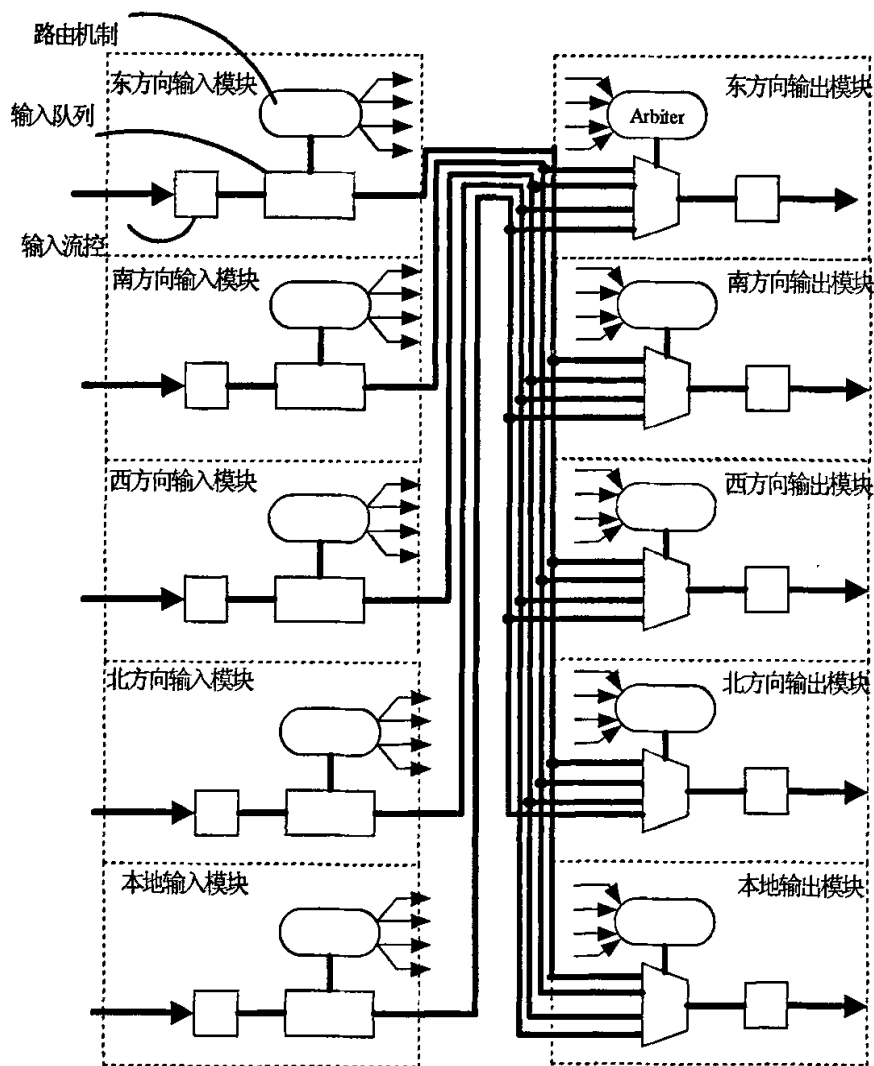 路由机制
东方向输入模块
东方向输出模块
输入队列
Arbiter
输入流控
南方向输入模块
南方向输出模块
西方向输入模块
西方向输出模块
北方向输入模块
北方向输出模块
本地输入模块
本地输出模块